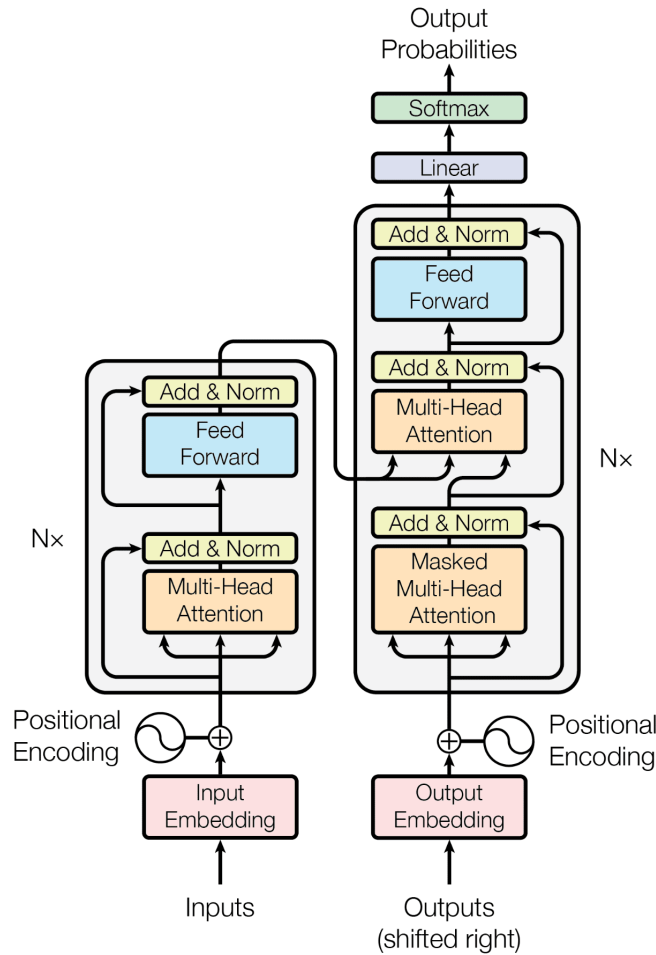 Output
Probabilities
Softmax
Linear
Add & Norm
Feed
Forward
Add & Norm
Multi-Head
Attention
Add & Norm
Masked
Multi-Head
Attention
N×
Add & Norm
Feed
Forward
Add & Norm
Multi-Head
Attention
N×
Positional
Encoding
Positional
Encoding
Input
Embedding
Output
Embedding
Inputs
Outputs
(shifted right)